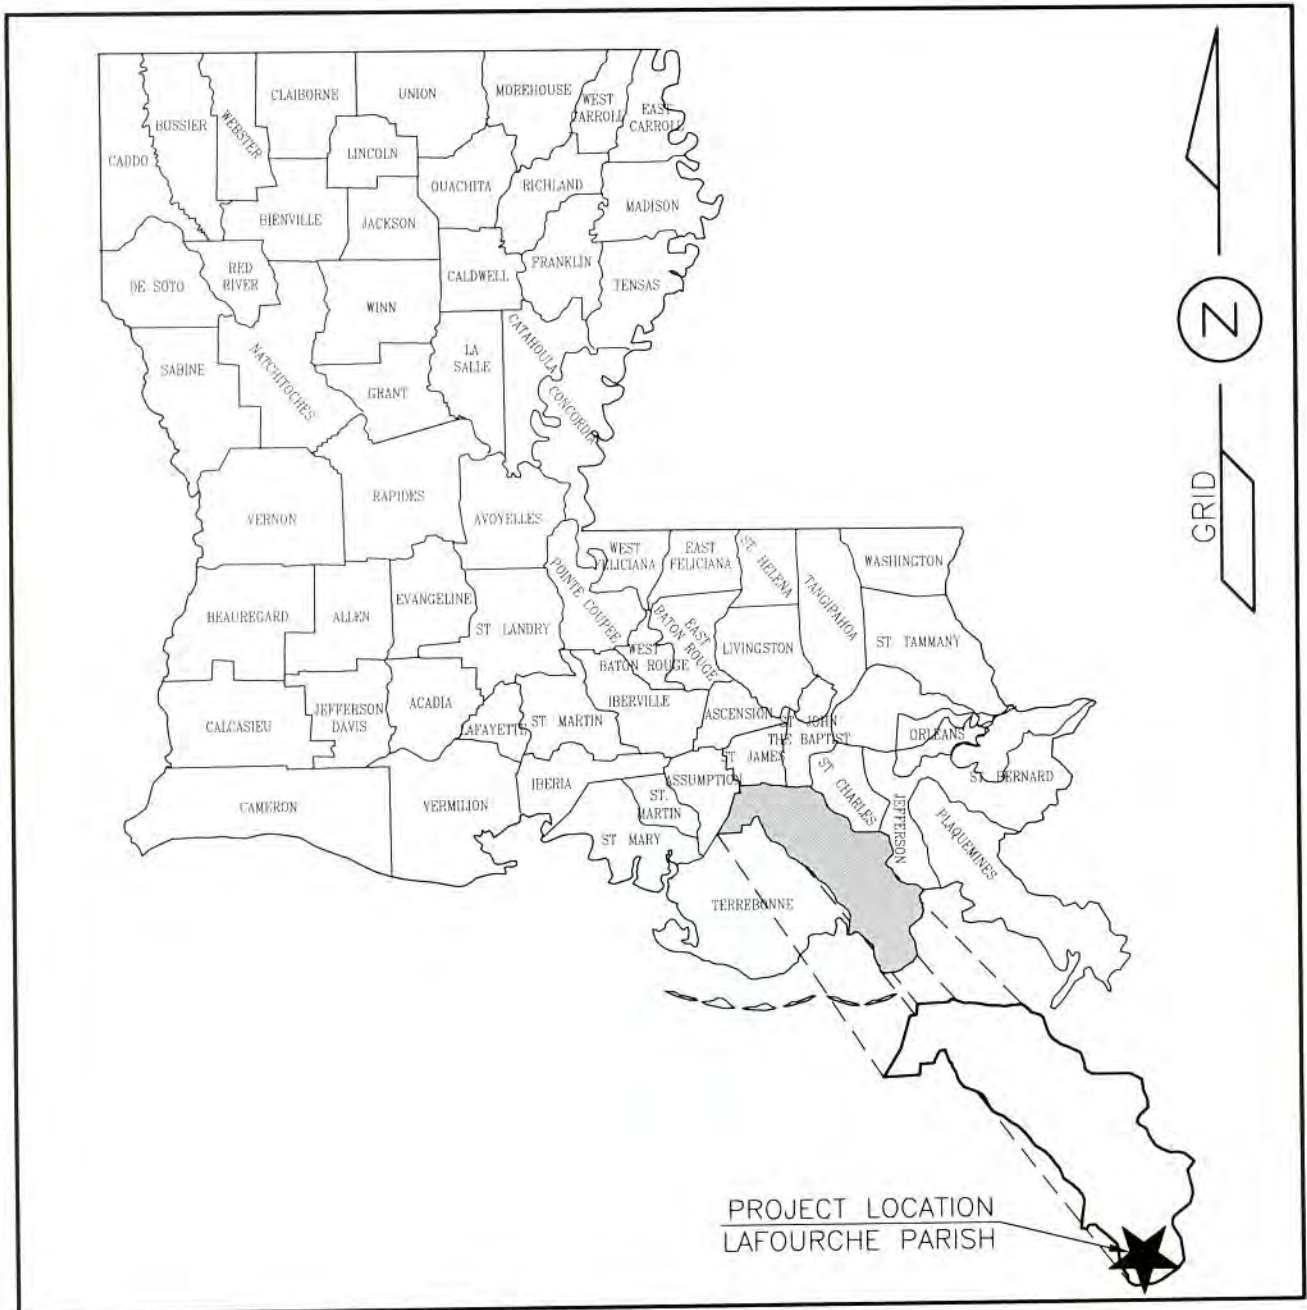 CLAIBORNE
UNION
MOREHOUSE
WEST
CARROLL
EAST
CARROLL
BOSSIER
WEBSTER
CADDO
LINCOLN
OUACHITA
RICHLAND
MADISON
BIENVILLE
JACKSON
DE SOTO
RED
RIVER
CALDWELL
FRANKLIN
TENSAS
WINN
CATAHOULA
LA
SALLE
SABINE
NATCHITOCHES
GRANT
CONCORDIA
N
GRID
VERNON
RAPIDES
AVOYELLES
WEST
FELICIANA
EAST
FELICIANA
ST HELENA
TANGIPAHOA
WASHINGTON
POINTE COUPEE
BEAUREGARD
ALLEN
EVANGELINE
ST LANDRY
EAST
BATON ROUGE
WEST
BATON ROUGE
LIVINGSTON
ST TAMMANY
CALCASIEU
JEFFERSON
DAVIS
ACADIA
LAFAYETTE
ST MARTIN
IBERVILLE
ASCENSION
ST JOHN
THE BAPTIST
ORLEANS
ST JAMES
ST BERNARD
CAMERON
VERMILION
IBERIA
ST.
MARTIN
ASSUMPTION
ST CHARLES
JEFFERSON
PLAQUEMINES
ST MARY
TERREBONNE
PROJECT LOCATION
LAFOURCHE PARISH